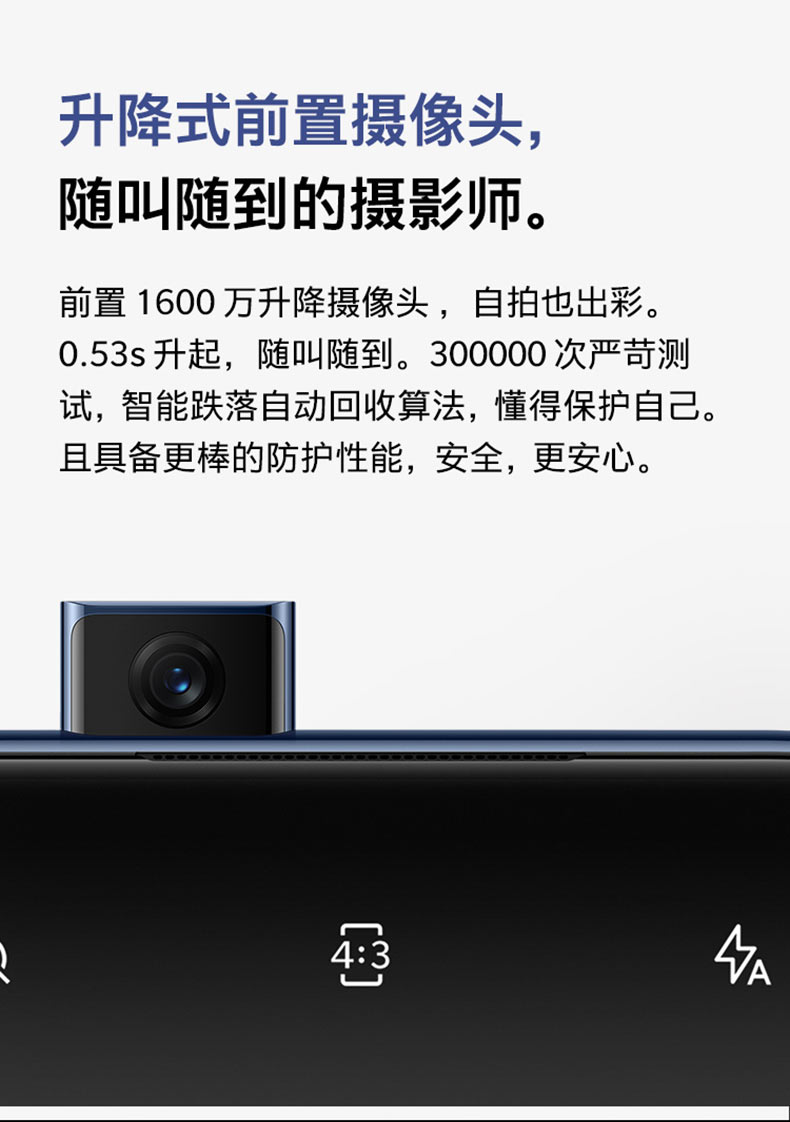 升降式前置摄像头，
随叫随到的摄影师。
前置 1600 万升降摄像头 ，自拍也出彩。
0.53s 升起，随叫随到。300000 次严苛测
试，智能跌落自动回收算法，懂得保护自己。
且具备更棒的防护性能，安全，更安心。
4:3
A